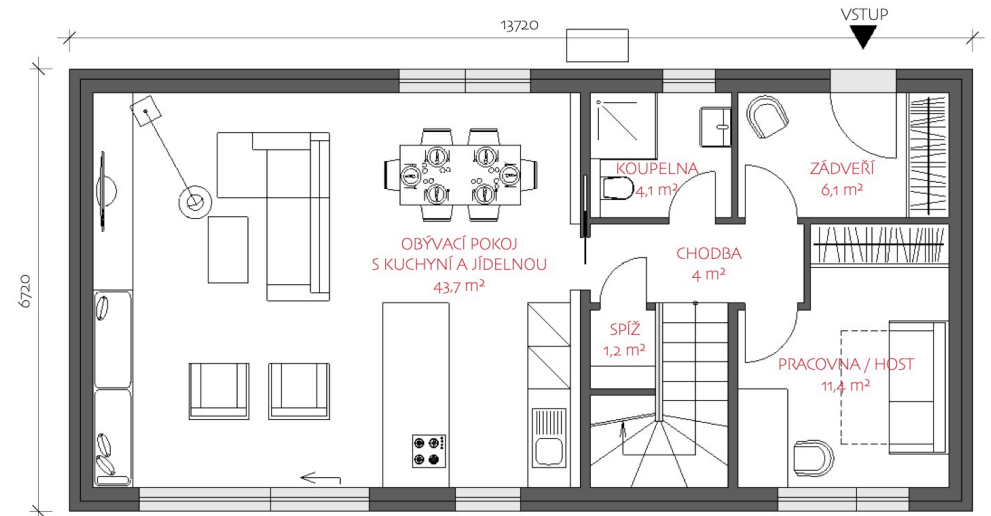 VSTUP
13720
KOUPELNA
4,1 m²
ZÁDVEŘÍ
6,1 m²
OBÝVACÍ POKOJ
S KUCHYNÍ A JÍDELNOU
43,7 m²
CHODBA
4 m²
6720
SPÍŽ
1,2 m²
PRACOVNA / HOST
11,4 m²